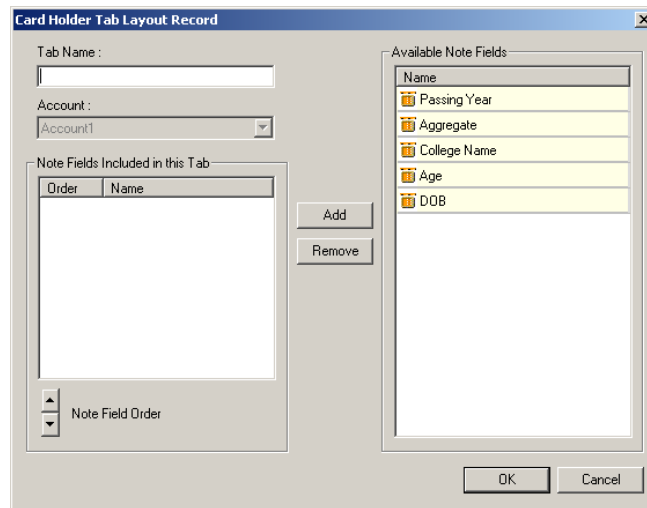 Card Holder Tab Layout Record
Tab Name :
Account :
Account1
Note Fields Included in this Tab
Order Name
Note Field Order
Add
Remove
Available Note Fields
Name
Passing Year
Aggregate
College Name
Age
DOB
OK Cancel